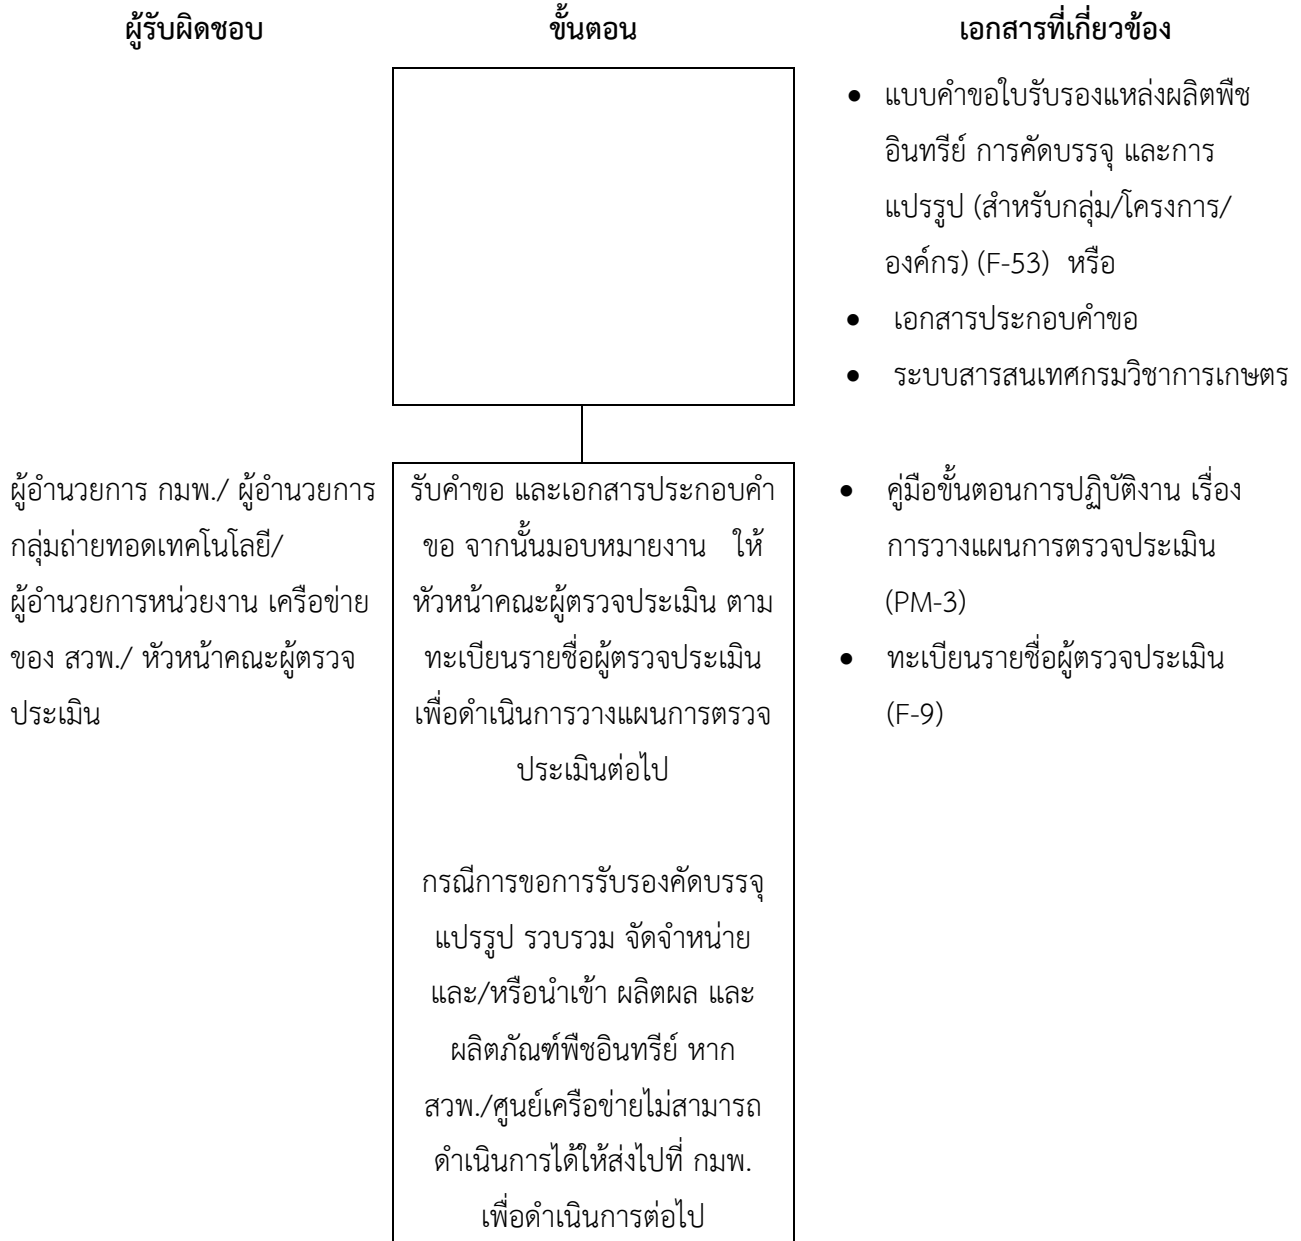 ผู้รับผิดชอบ
ขั้นตอน
เอกสารที่เกี่ยวข้อง
• แบบคำขอใบรับรองแหล่งผลิตพืช
อินทรีย์ การคัดบรรจุ และการ
แปรรูป (สำหรับกลุ่ม/โครงการ/
องค์กร) (F-53) หรือ
• เอกสารประกอบคำขอ
• ระบบสารสนเทศกรมวิชาการเกษตร
ผู้อำนวยการ กมพ./ ผู้อำนวยการ
กลุ่มถ่ายทอดเทคโนโลยี/
ผู้อำนวยการหน่วยงาน เครือข่าย
ของ สวพ./ หัวหน้าคณะผู้ตรวจ
ประเมิน
รับคำขอ และเอกสารประกอบคำ
ขอ จากนั้นมอบหมายงาน ให้
หัวหน้าคณะผู้ตรวจประเมิน ตาม
ทะเบียนรายชื่อผู้ตรวจประเมิน
เพื่อดำเนินการวางแผนการตรวจ
ประเมินต่อไป
กรณีการขอการรับรองคัดบรรจุ
แปรรูป รวบรวม จัดจำหน่าย
และ/หรือนำเข้า ผลิตผล และ
ผลิตภัณฑ์พืชอินทรีย์ หาก
สวพ./ศูนย์เครือข่ายไม่สามารถ
ดำเนินการได้ให้ส่งไปที่ กมพ.
เพื่อดำเนินการต่อไป
• คู่มือขั้นตอนการปฏิบัติงาน เรื่อง
การวางแผนการตรวจประเมิน
(PM-3)
• ทะเบียนรายชื่อผู้ตรวจประเมิน
(F-9)